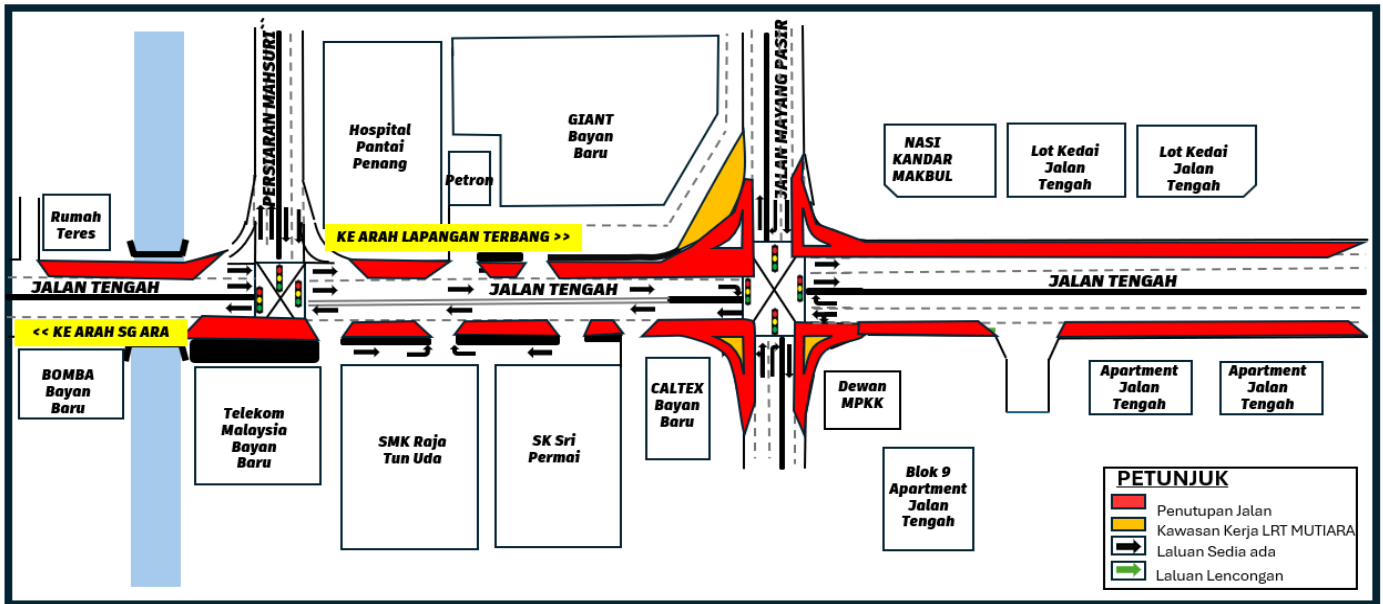 PERSIARAN MAHSURI
JALAN MAYANG PASIR
Hospital
Pantai
Penang
GIANT
Bayan
Baru
Petron
NASI
KANDAR
MAKBUL
Lot Kedai
Jalan
Tengah
Lot Kedai
Jalan
Tengah
Rumah
Teres
KE ARAH LAPANGAN TERBANG >>
JALAN TENGAH
JALAN TENGAH
JALAN TENGAH
<< KE ARAH SG ARA
BOMBA
Bayan
Baru
Telekom
Malaysia
Bayan
Baru
SMK Raja
Tun Uda
SK Sri
Permai
CALTEX
Bayan
Baru
Dewan
MPKK
Apartment
Jalan
Tengah
Apartment
Jalan
Tengah
Blok 9
Apartment
Jalan
Tengah
PETUNJUK
Penutupan Jalan
Kawasan Kerja LRT MUTIARA
Laluan Sedia ada
Laluan Lencongan